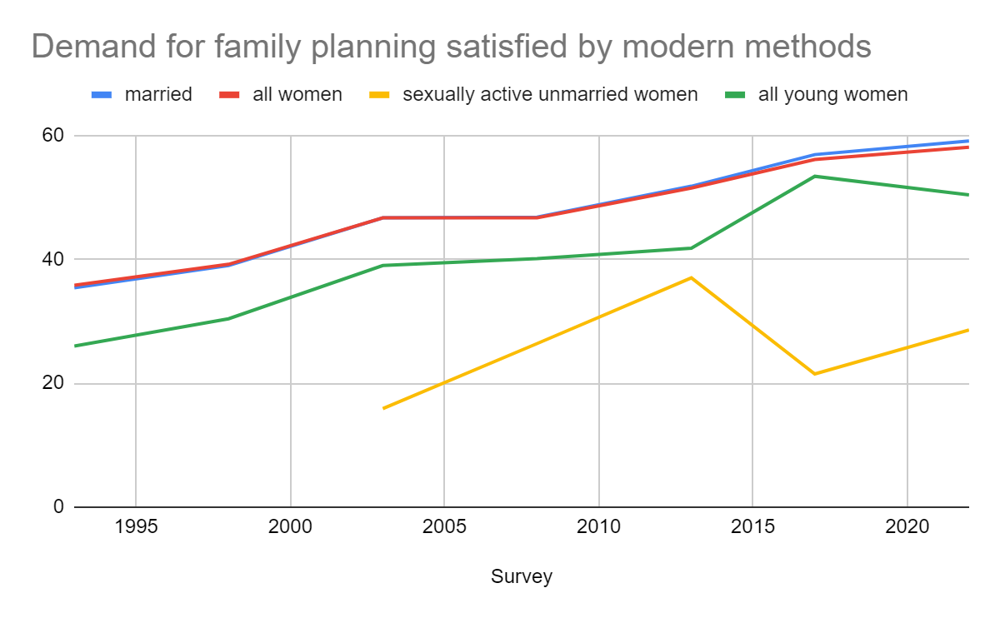 Demand for family planning satisfied by modern methods
married all women sexually active unmarried women all young women
60
40
20
0
1995 2000 2005 2010 2015 2020
Survey